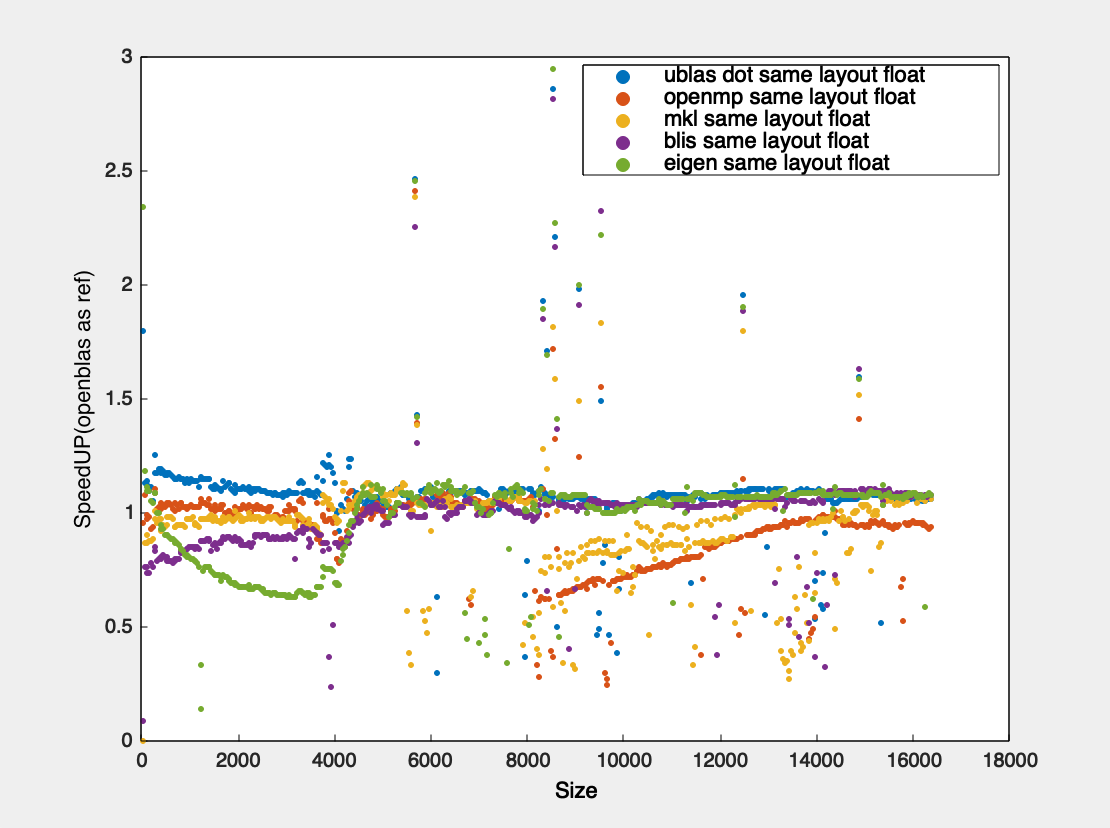 3
2.5
2
1.5
1
0.5
0
SpeedUP(openblas as ref)
ublas dot same layout float
openmp same layout float
mkl same layout float
blis same layout float
eigen same layout float
0 2000 4000 6000 8000 10000 12000 14000 16000 18000
Size